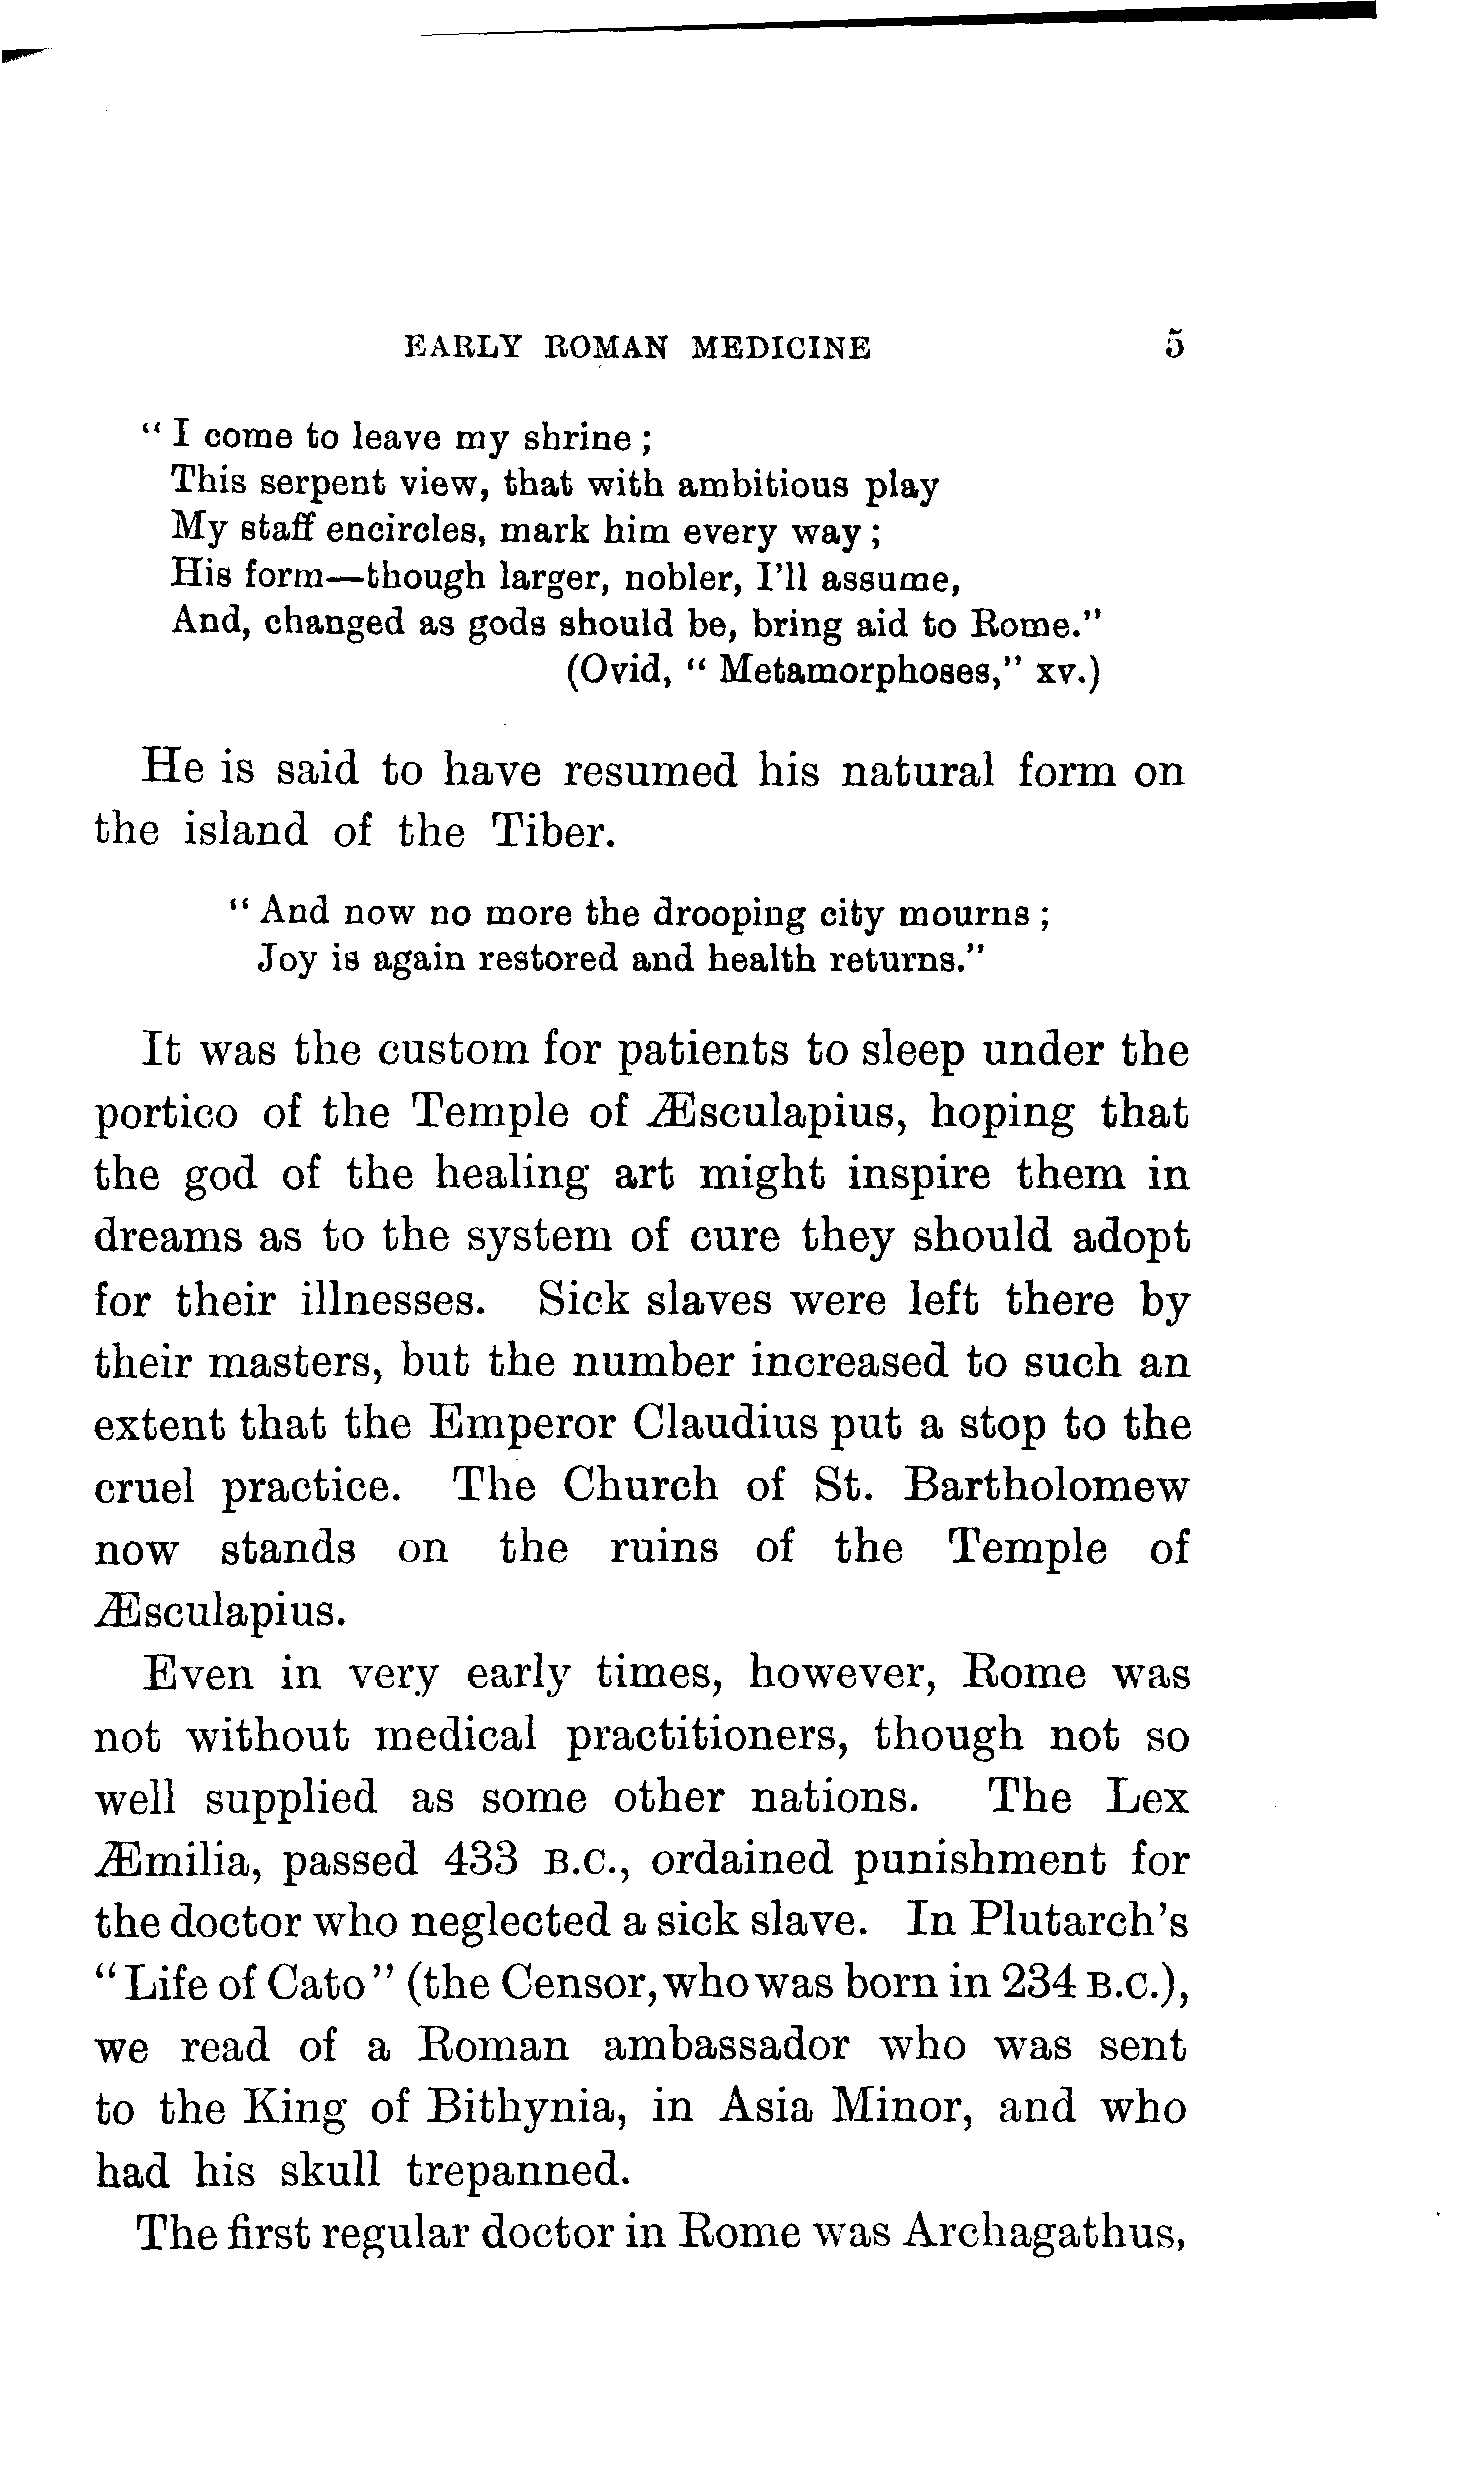 EARLY ROMAN MEDICINE 5
“ I come to leave my shrine ;
This serpent view, that with ambitious play
My staff encircles, mark him every way ;
His form—though larger, nobler, I’ll assume,
And, changed as gods should be, bring aid to Rome.”
(Ovid, “ Metamorphoses,” xv.)
He is said to have resumed his natural form on
the island of the Tiber.
“ And now no more the drooping city mourns ;
Joy is again restored and health returns.”
It was the custom for patients to sleep under the
portico of the Temple of Æsculapius, hoping that
the god of the healing art might inspire them in
dreams as to the system of cure they should adopt
for their illnesses. Sick slaves were left there by
their masters, but the number increased to such an
extent that the Emperor Claudius put a stop to the
cruel practice. The Church of St. Bartholomew
now stands on the ruins of the Temple of
Æsculapius.
Even in very early times, however, Rome was
not without medical practitioners, though not so
well supplied as some other nations. The Lex
Æmilia, passed 433 B.C., ordained punishment for
the doctor who neglected a sick slave. In Plutarch’s
“Life of Cato” (the Censor, who was born in 234 B.C.),
we read of a Roman ambassador who was sent
to the King of Bithynia, in Asia Minor, and who
had his skull trepanned.
The first regular doctor in Rome was Archagathus,